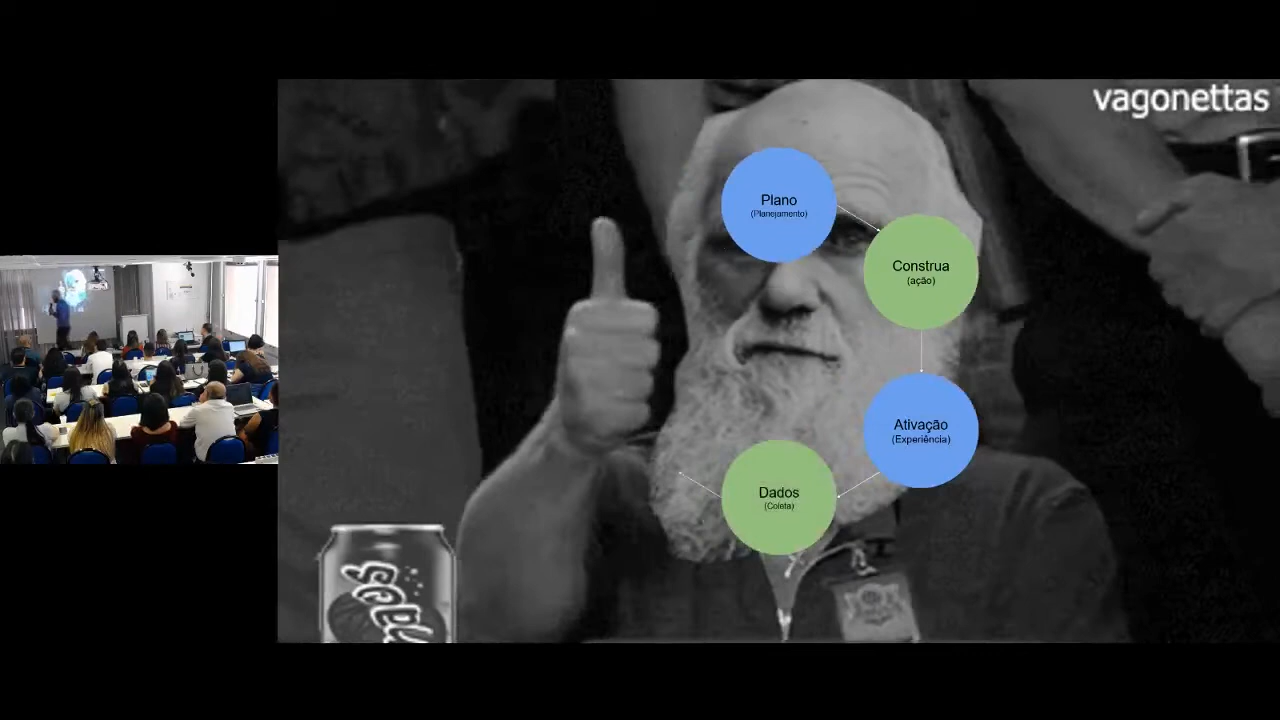 vagonettas
Plano
(Planejamento)
Construa
(ação)
Ativação
(Experiência)
Dados
(Coleta)